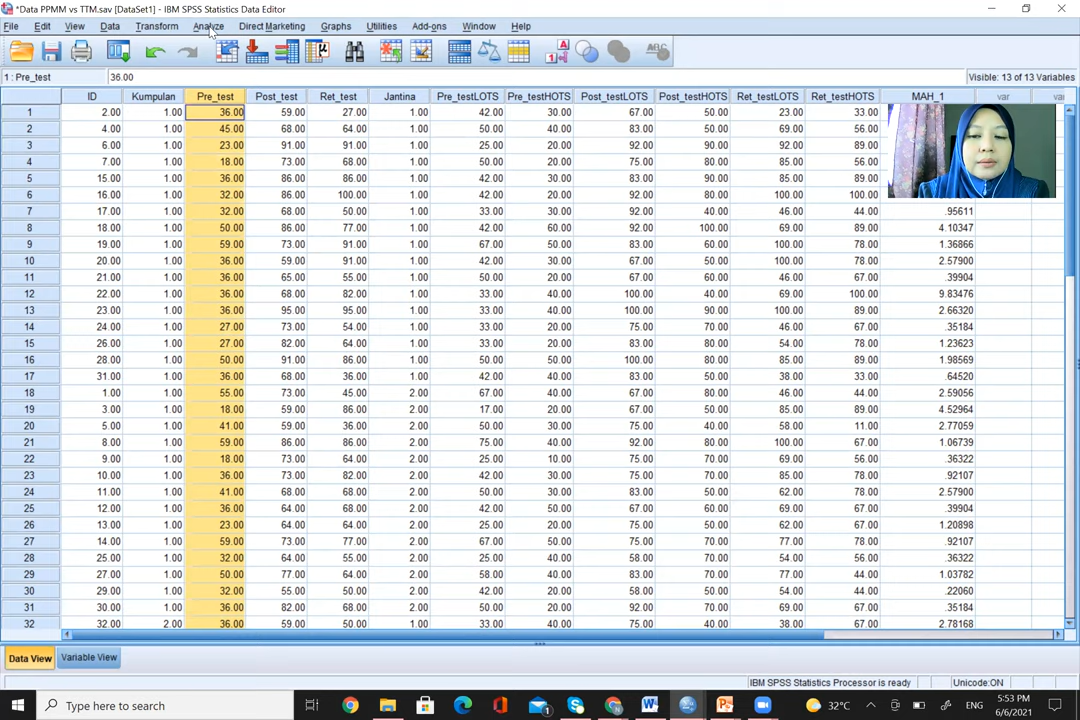 *Data PPMM vs TTM.sav [DataSet1] - IBM SPSS Statistics Data Editor
File Edit View Data Transform Analyze Direct Marketing Graphs Utilities Add-ons Window Help
1 : Pre_test 36.00 Visible: 13 of 13 Variables
ID Kumpulan Pre_test Post_test Ret_test Jantina Pre_testLOTS Pre_testHOTS Post_testLOTS Post_testHOTS Ret_testLOTS Ret_testHOTS MAH_1 var va
1 2.00 1.00 36.00 59.00 27.00 1.00 42.00 30.00 67.00 50.00 23.00 33.00
2 4.00 1.00 45.00 68.00 64.00 1.00 50.00 40.00 92.00 40.00 69.00 56.00
3 6.00 1.00 23.00 91.00 91.00 1.00 25.00 20.00 92.00 90.00 92.00 89.00
4 7.00 1.00 18.00 73.00 68.00 1.00 50.00 20.00 75.00 80.00 85.00 56.00
5 15.00 1.00 36.00 86.00 86.00 1.00 42.00 30.00 83.00 90.00 85.00 89.00
6 16.00 1.00 32.00 86.00 100.00 1.00 42.00 20.00 92.00 80.00 100.00 100.00
7 17.00 1.00 32.00 68.00 50.00 1.00 33.00 30.00 92.00 40.00 46.00 44.00 .95611
8 18.00 1.00 50.00 86.00 77.00 1.00 42.00 60.00 92.00 100.00 69.00 89.00 4.10347
9 19.00 1.00 59.00 73.00 91.00 1.00 67.00 50.00 83.00 60.00 100.00 78.00 1.36866
10 20.00 1.00 36.00 59.00 91.00 1.00 42.00 30.00 67.00 50.00 100.00 78.00 2.57900
11 21.00 1.00 36.00 65.00 55.00 1.00 50.00 20.00 67.00 60.00 46.00 67.00 .39904
12 22.00 1.00 36.00 68.00 82.00 1.00 33.00 40.00 100.00 40.00 69.00 100.00 9.83476
13 23.00 1.00 36.00 95.00 95.00 1.00 33.00 40.00 100.00 90.00 100.00 89.00 2.66320
14 24.00 1.00 27.00 73.00 54.00 1.00 33.00 20.00 75.00 70.00 46.00 67.00 .35184
15 26.00 1.00 27.00 82.00 64.00 1.00 33.00 20.00 83.00 80.00 54.00 78.00 1.23623
16 28.00 1.00 50.00 91.00 86.00 1.00 50.00 50.00 100.00 80.00 85.00 89.00 1.98569
17 31.00 1.00 36.00 68.00 36.00 1.00 42.00 40.00 83.00 50.00 38.00 33.00 .64520
18 1.00 1.00 55.00 73.00 45.00 2.00 67.00 40.00 67.00 80.00 46.00 44.00 2.59056
19 3.00 1.00 18.00 59.00 86.00 2.00 17.00 20.00 67.00 50.00 85.00 89.00 4.52964
20 5.00 1.00 41.00 59.00 36.00 2.00 50.00 30.00 75.00 40.00 58.00 11.00 2.77059
21 8.00 1.00 59.00 86.00 86.00 2.00 75.00 40.00 92.00 80.00 100.00 67.00 1.06739
22 9.00 1.00 18.00 73.00 64.00 2.00 25.00 10.00 75.00 70.00 69.00 56.00 .36322
23 10.00 1.00 36.00 73.00 82.00 2.00 42.00 30.00 75.00 70.00 85.00 78.00 .92107
24 11.00 1.00 41.00 68.00 68.00 2.00 50.00 30.00 83.00 50.00 62.00 78.00 2.57900
25 12.00 1.00 36.00 64.00 68.00 2.00 42.00 50.00 67.00 60.00 69.00 67.00 .39904
26 13.00 1.00 23.00 64.00 64.00 2.00 25.00 20.00 75.00 50.00 62.00 67.00 1.20898
27 14.00 1.00 59.00 73.00 77.00 2.00 67.00 50.00 75.00 70.00 77.00 78.00 .92107
28 25.00 1.00 32.00 64.00 55.00 2.00 25.00 40.00 58.00 70.00 54.00 56.00 .36322
29 27.00 1.00 50.00 77.00 64.00 2.00 58.00 40.00 83.00 70.00 77.00 44.00 1.03782
30 29.00 1.00 32.00 55.00 50.00 2.00 42.00 20.00 58.00 50.00 54.00 44.00 .22060
31 30.00 1.00 36.00 82.00 68.00 2.00 50.00 20.00 75.00 90.00 69.00 67.00 .35184
32 32.00 2.00 36.00 59.00 50.00 1.00 33.00 40.00 75.00 40.00 38.00 67.00 2.78168
Data View Variable View
IBM SPSS Statistics Processor is ready Unicode:ON
Type here to search 32°C ENG 5:53 PM
6/6/2021